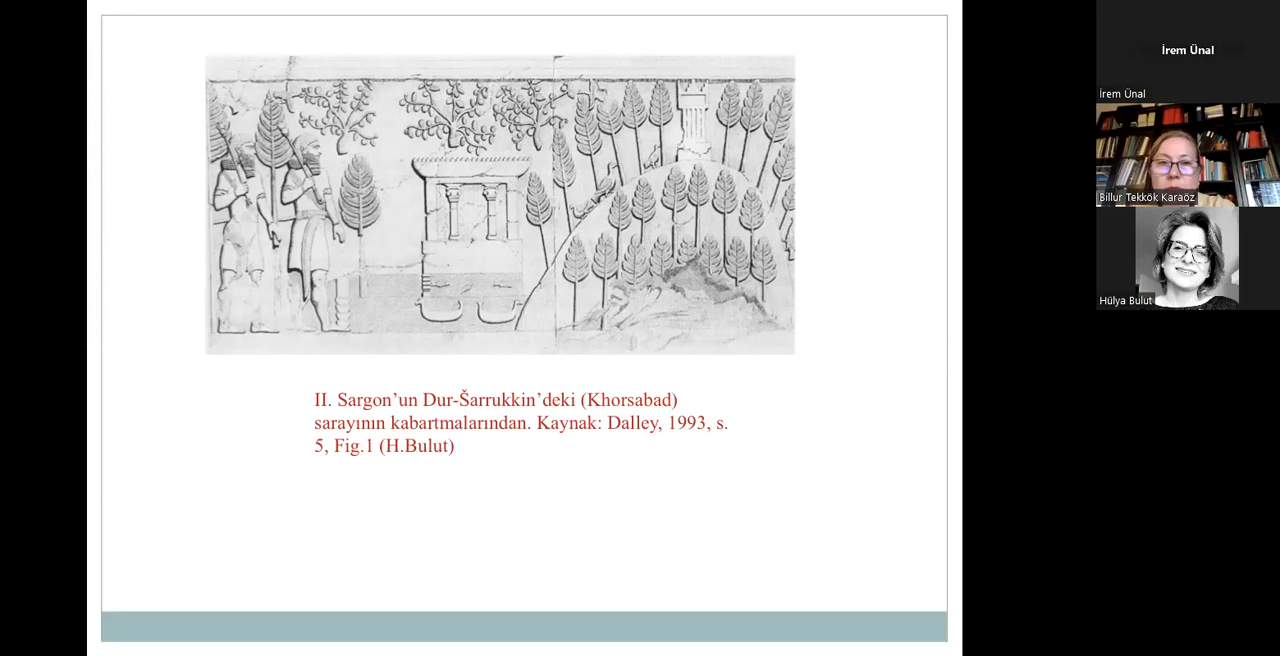 II. Sargon’un Dur-Šarrukkin’deki (Khorsabad)
sarayının kabartmalarından. Kaynak: Dalley, 1993, s.
5, Fig.1 (H.Bulut)
İrem Ünal
İrem Ünal
Billur Tekkök Karaöz
Hülya Bulut